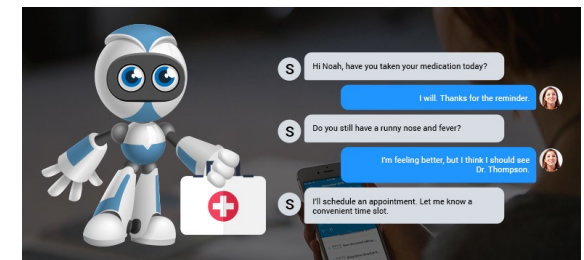 S
Hi Noah, have you taken your medication today?
I will. Thanks for the reminder.
S
Do you still have a runny nose and fever?
I'm feeling better, but I think I should see
Dr. Thompson.
S
I'll schedule an appointment. Let me know a
convenient time slot.